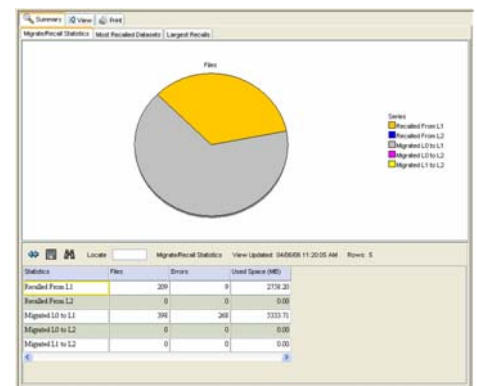 Summary View Print
Migrate/Recall Statistics Most Recalled Datasets Largest Recalls
Files
Series
Recalled From L1
Recalled From L2
Migrated L0 to L1
Migrated L0 to L2
Migrated L1 to L2
Locate Migrate/Recall Statistics View Updated: 04/06/06 11:20:05 AM Rows: 5
Statistics Files Errors Used Space (MB)
Recalled From L1 209 9 2758.20
Recalled From L2 0 0 0.00
Migrated L0 to L1 398 268 5333.71
Migrated L0 to L2 0 0 0.00
Migrated L1 to L2 0 0 0.00